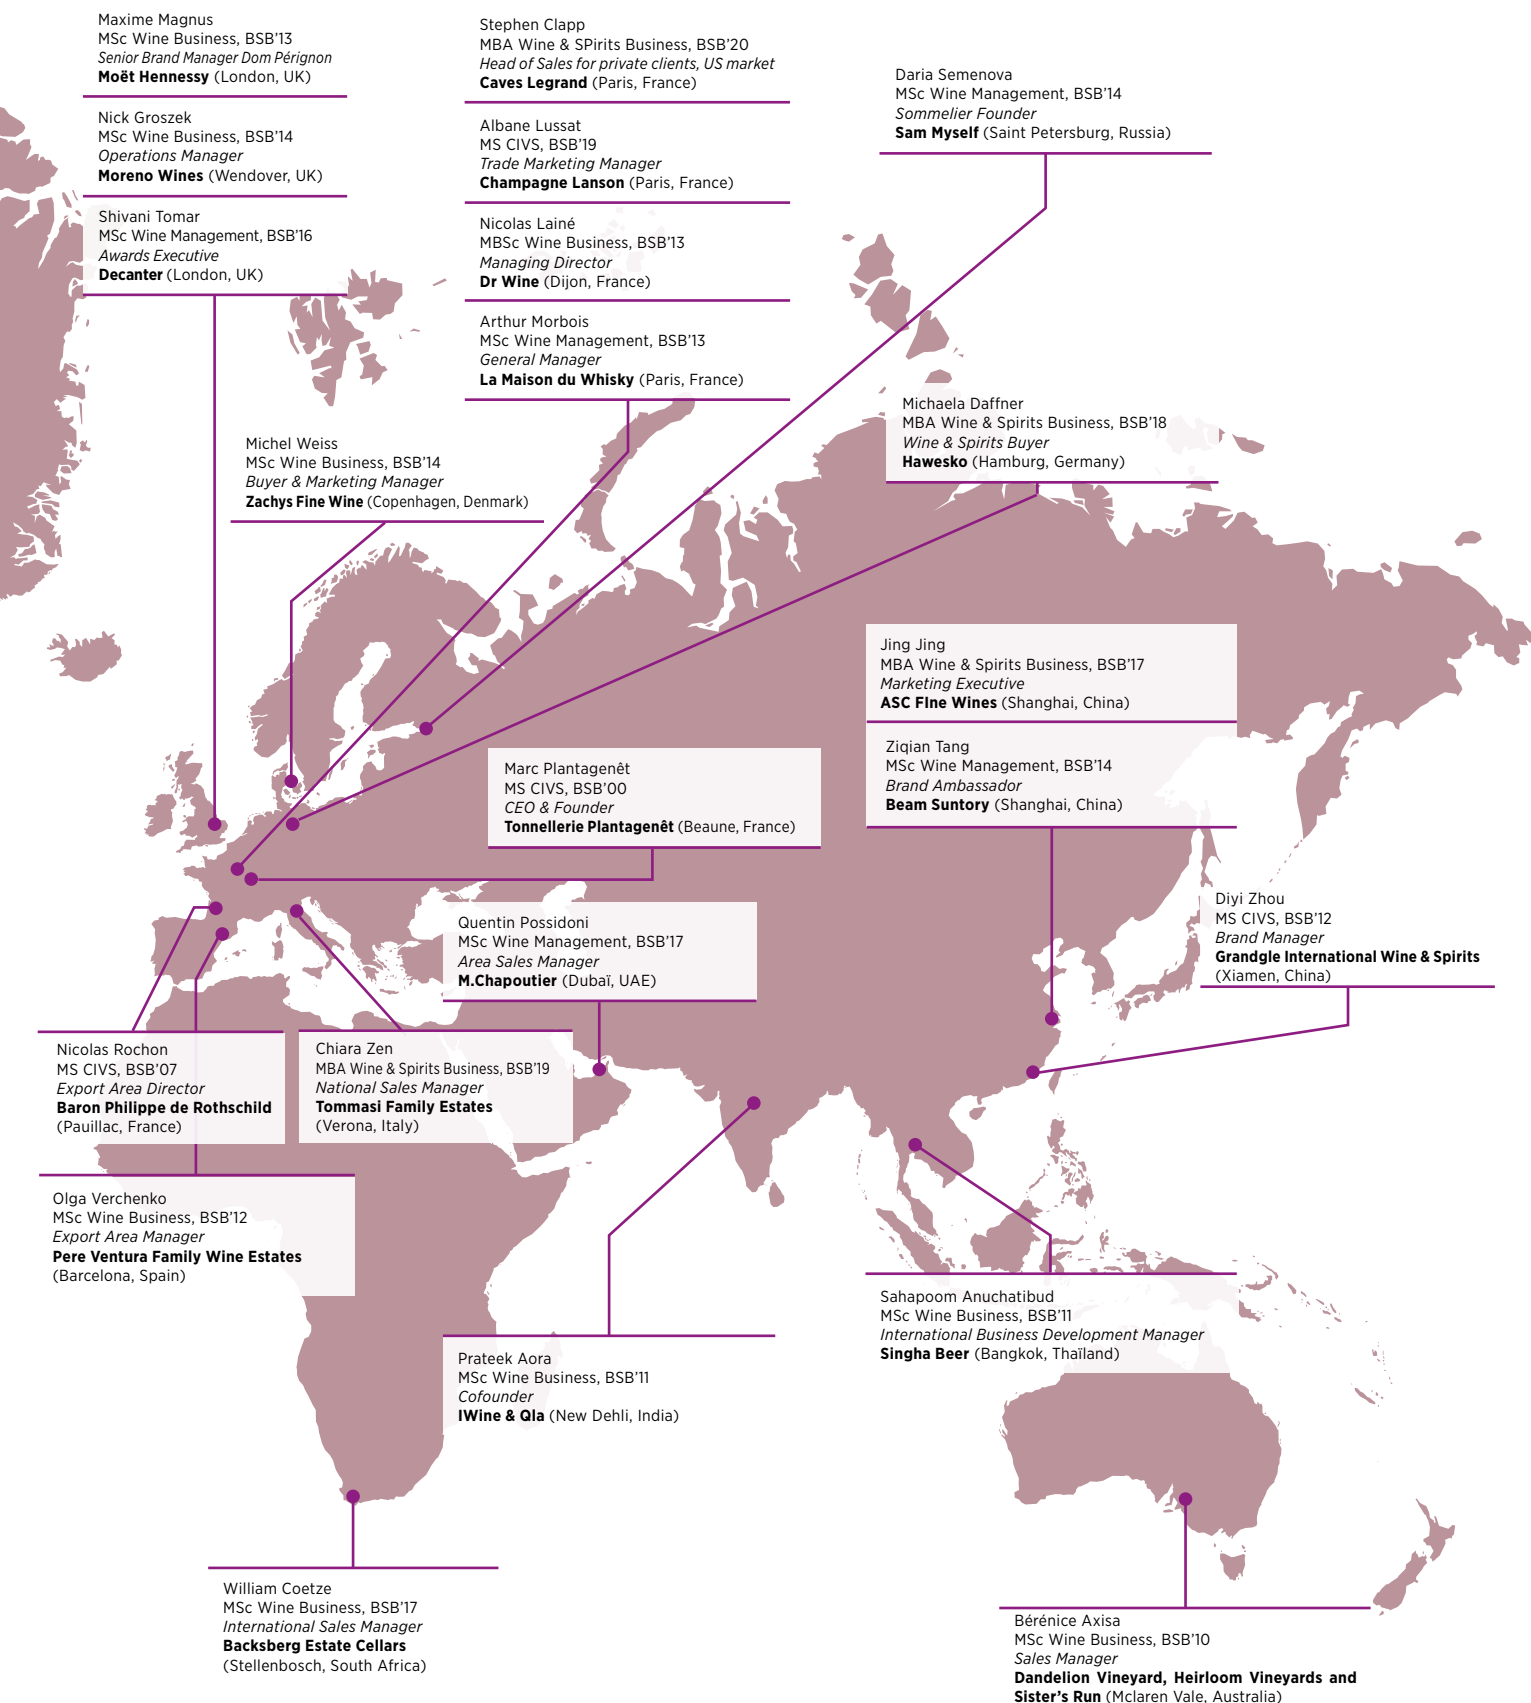 Maxime Magnus
MSc Wine Business, BSB'13
Senior Brand Manager Dom Pérignon
Moët Hennessy (London, UK)
Nick Groszek
MSc Wine Business, BSB'14
Operations Manager
Moreno Wines (Wendover, UK)
Shivani Tomar
MSc Wine Management, BSB'16
Awards Executive
Decanter (London, UK)
Stephen Clapp
MBA Wine & SPirits Business, BSB'20
Head of Sales for private clients, US market
Caves Legrand (Paris, France)
Albane Lussat
MS CIVS, BSB'19
Trade Marketing Manager
Champagne Lanson (Paris, France)
Nicolas Lainé
MBSc Wine Business, BSB'13
Managing Director
Dr Wine (Dijon, France)
Arthur Morbois
MSc Wine Management, BSB'13
General Manager
La Maison du Whisky (Paris, France)
Daria Semenova
MSc Wine Management, BSB'14
Sommelier Founder
Sam Myself (Saint Petersburg, Russia)
Michaela Daffner
MBA Wine & Spirits Business, BSB'18
Wine & Spirits Buyer
Hawesko (Hamburg, Germany)
Michel Weiss
MSc Wine Business, BSB'14
Buyer & Marketing Manager
Zachys Fine Wine (Copenhagen, Denmark)
Jing Jing
MBA Wine & Spirits Business, BSB'17
Marketing Executive
ASC FIne Wines (Shanghai, China)
Ziqian Tang
MSc Wine Management, BSB'14
Brand Ambassador
Beam Suntory (Shanghai, China)
Marc Plantagenêt
MS CIVS, BSB'00
CEO & Founder
Tonnellerie Plantagenêt (Beaune, France)
Quentin Possidoni
MSc Wine Management, BSB'17
Area Sales Manager
M.Chapoutier (Dubaï, UAE)
Diyi Zhou
MS CIVS, BSB'12
Brand Manager
Grandgle International Wine & Spirits
(Xiamen, China)
Nicolas Rochon
MS CIVS, BSB'07
Export Area Director
Baron Philippe de Rothschild
(Pauillac, France)
Chiara Zen
MBA Wine & Spirits Business, BSB'19
National Sales Manager
Tommasi Family Estates
(Verona, Italy)
Olga Verchenko
MSc Wine Business, BSB'12
Export Area Manager
Pere Ventura Family Wine Estates
(Barcelona, Spain)
Sahapoom Anuchatibud
MSc Wine Business, BSB'11
International Business Development Manager
Singha Beer (Bangkok, Thaïland)
Prateek Aora
MSc Wine Business, BSB'11
Cofounder
IWine & Qla (New Dehli, India)
William Coetze
MSc Wine Business, BSB'17
International Sales Manager
Backsberg Estate Cellars
(Stellenbosch, South Africa)
Bérénice Axisa
MSc Wine Business, BSB'10
Sales Manager
Dandelion Vineyard, Heirloom Vineyards and
Sister's Run (Mclaren Vale, Australia)